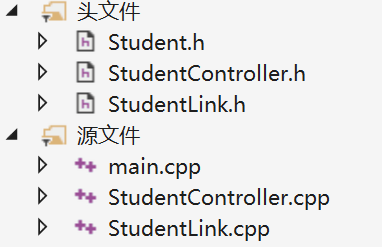 头文件
Student.h
StudentController.h
StudentLink.h
源文件
main.cpp
StudentController.cpp
StudentLink.cpp